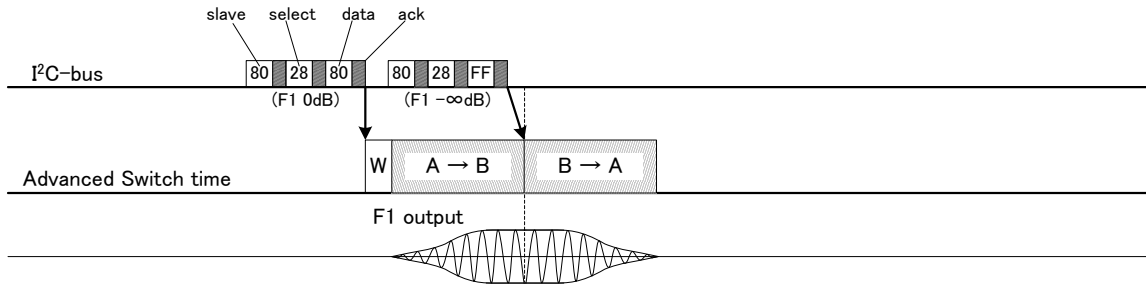 slave select data ack
I²C-bus 80 28 80 80 28 FF
(F1 0dB) (F1 −∞dB)
W A → B B → A
Advanced Switch time
F1 output